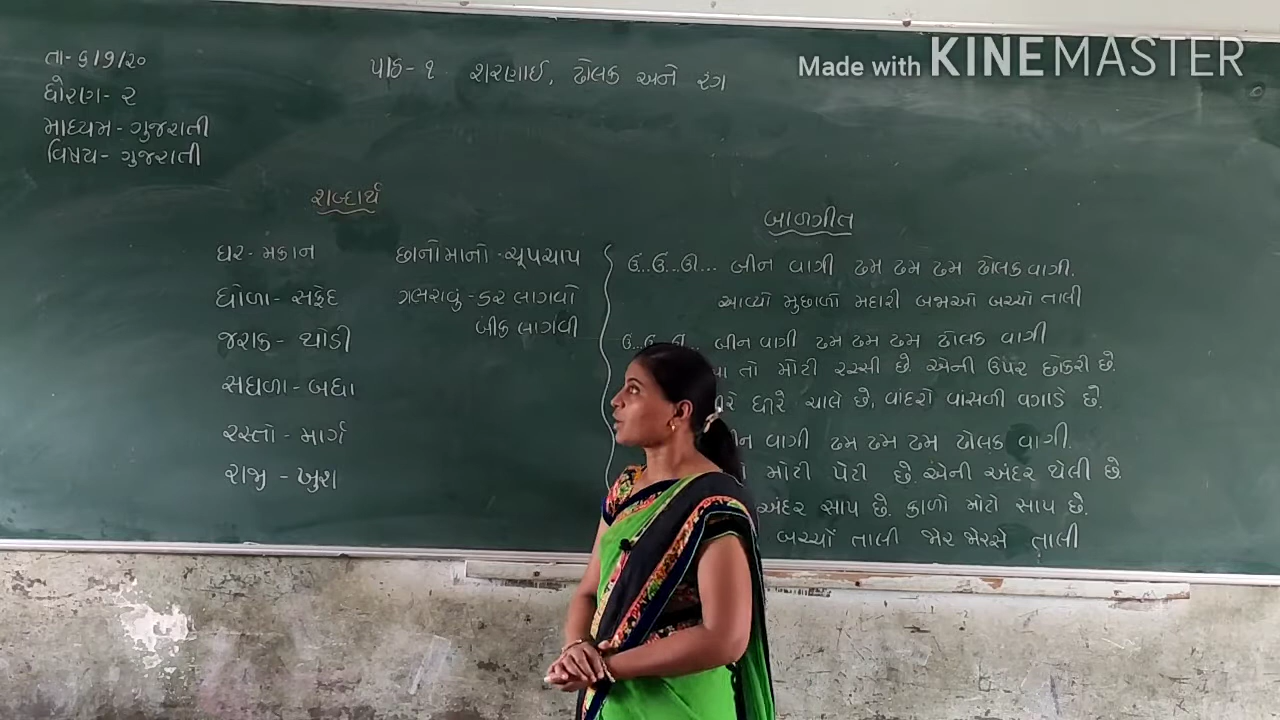 તા-૬/૭/૨૦
ધોરણ- ૨
માધ્યમ - ગુજરાતી
વિષય- ગુજરાતી
પાઠ- ૧ શરણાઈ, ઢોલક અને રંગ
Made with KINEMASTER
શબ્દાર્થ
ઘર- મકાન
ધોળા- સફેદ
જરાક- થોડી
સઘળા- બધા
રસ્તો - માર્ગ
રાજી - ખુશ
છાનોમાનો -ચૂપચાપ
ગભરાવું- ડર લાગવો
બીક લાગવી
બાળગીત
ઉં...ઉં...ઊ... બીન વાગી ઢમ ઢમ ઢમ ઢોલક વાગી.
આવ્યો મુછાળો મદારી બજાઓ બચ્ચો તાલી
બીન વાગી ઢમ ઢમ ઢમ ઢોલક વાગી
તો મોટી રસ્સી છે. એની ઉપર છોકરી છે.
ધીરે ચાલે છે, વાંદરો વાંસળી વગાડે છે.
વાગી ઢમ ઢમ ઢમ ઢોલક વાગી.
મોટી પેટી છે. એની અંદર થેલી છે.
અંદર સાપ છે. કાળો મોટો સાપ છે.
બચ્ચોં તાલી જોર જોરસે તાલી